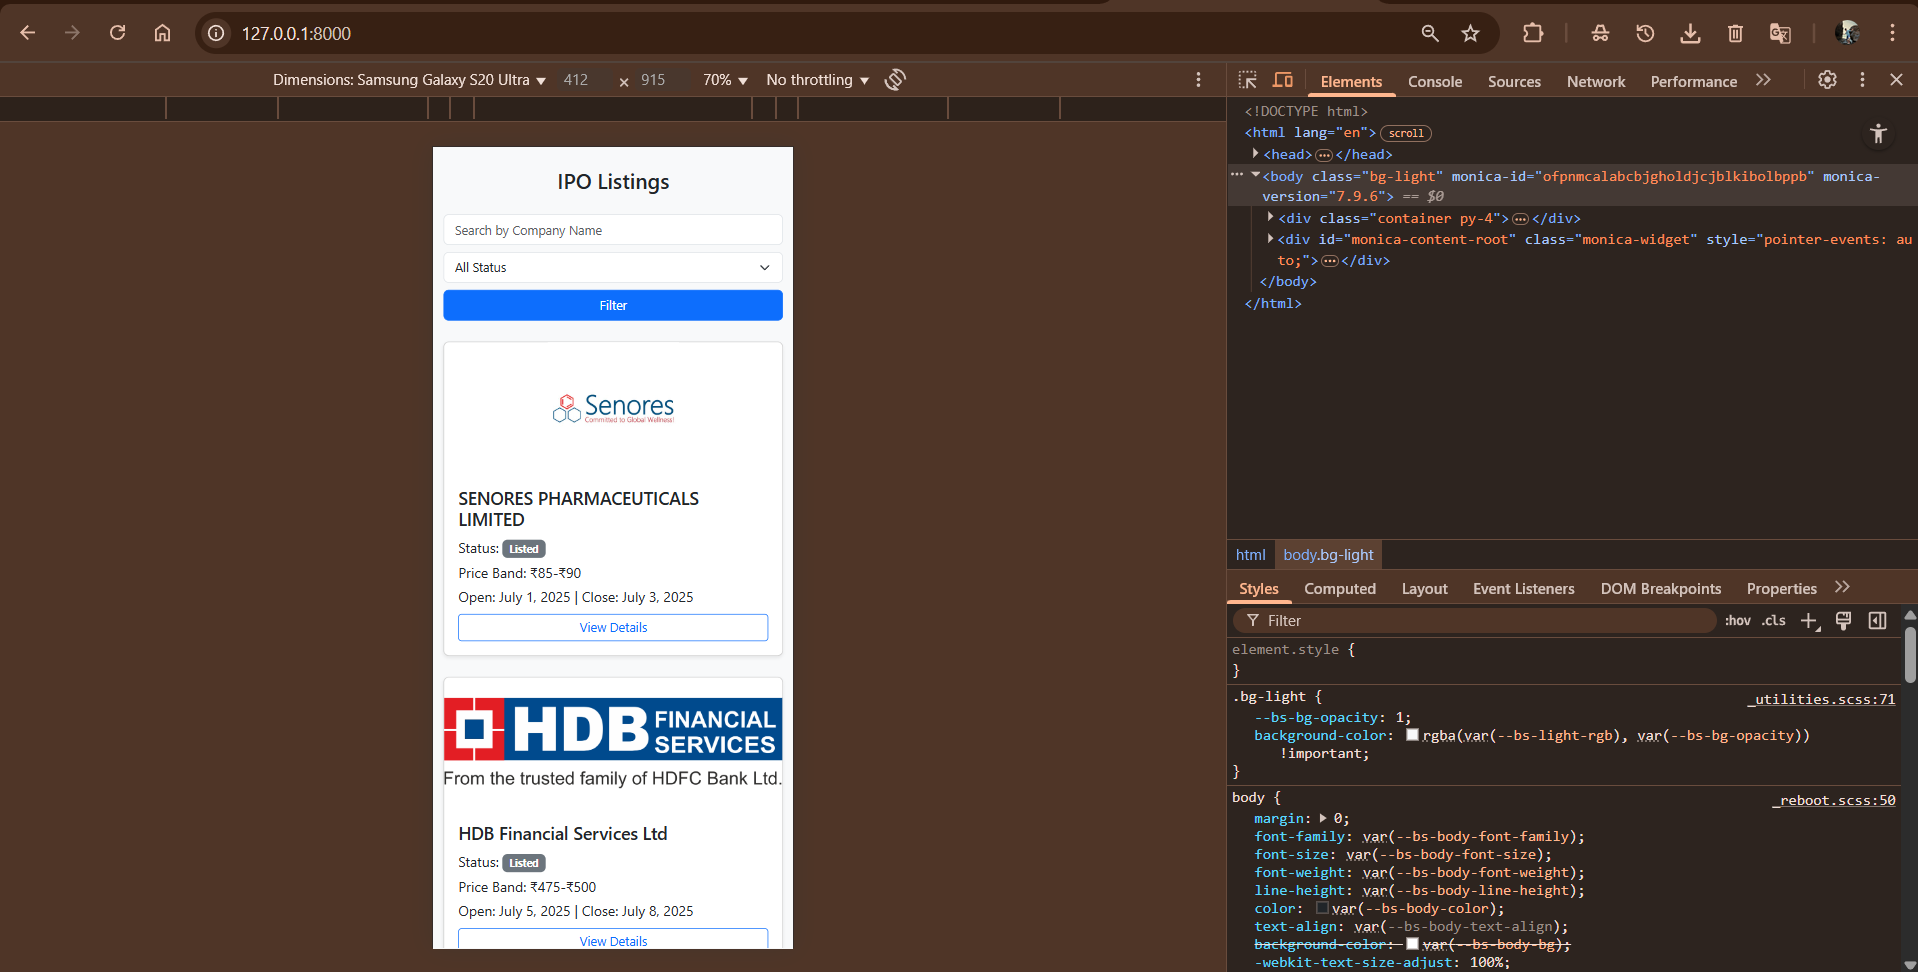 127.0.0.1:8000
Dimensions: Samsung Galaxy S20 Ultra 412 × 915 70% No throttling
IPO Listings
Search by Company Name
All Status
Filter
Senores
Committed to Global Wellness!
SENORES PHARMACEUTICALS
LIMITED
Status: Listed
Price Band: ₹85-₹90
Open: July 1, 2025 | Close: July 3, 2025
View Details
HDB FINANCIAL
SERVICES
From the trusted family of HDFC Bank Ltd.
HDB Financial Services Ltd
Status: Listed
Price Band: ₹475-₹500
Open: July 5, 2025 | Close: July 8, 2025
View Details
Elements Console Sources Network Performance
<!DOCTYPE html>
<html lang="en"> scroll
<head> ••• </head>
••• <body class="bg-light" monica-id="ofpnmcalabcbjgholdjcjblkibolbppb" monica-
version="7.9.6"> == $0
<div class="container py-4"> ••• </div>
<div id="monica-content-root" class="monica-widget" style="pointer-events: au
to;"> ••• </div>
</body>
</html>
html body.bg-light
Styles Computed Layout Event Listeners DOM Breakpoints Properties
Filter :hov .cls
element.style {
}
.bg-light { _utilities.scss:71
--bs-bg-opacity: 1;
background-color: rgba(var(--bs-light-rgb), var(--bs-bg-opacity))
!important;
}
body { _reboot.scss:50
margin: 0;
font-family: var(--bs-body-font-family);
font-size: var(--bs-body-font-size);
font-weight: var(--bs-body-font-weight);
line-height: var(--bs-body-line-height);
color: var(--bs-body-color);
text-align: var(--bs-body-text-align);
background-color: var(--bs-body-bg);
-webkit-text-size-adjust: 100%;